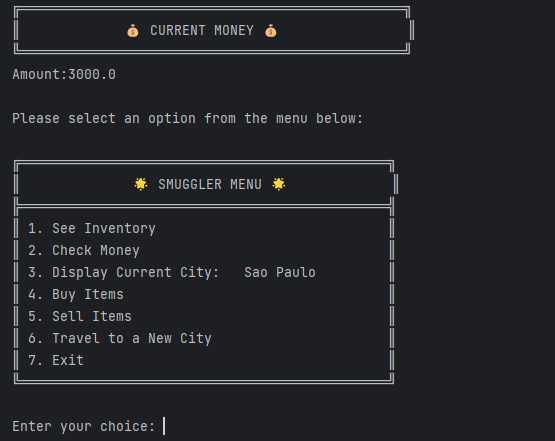 💰 CURRENT MONEY 💰
Amount:3000.0
Please select an option from the menu below:
🌟 SMUGGLER MENU 🌟
1. See Inventory
2. Check Money
3. Display Current City:   Sao Paulo
4. Buy Items
5. Sell Items
6. Travel to a New City
7. Exit
Enter your choice: